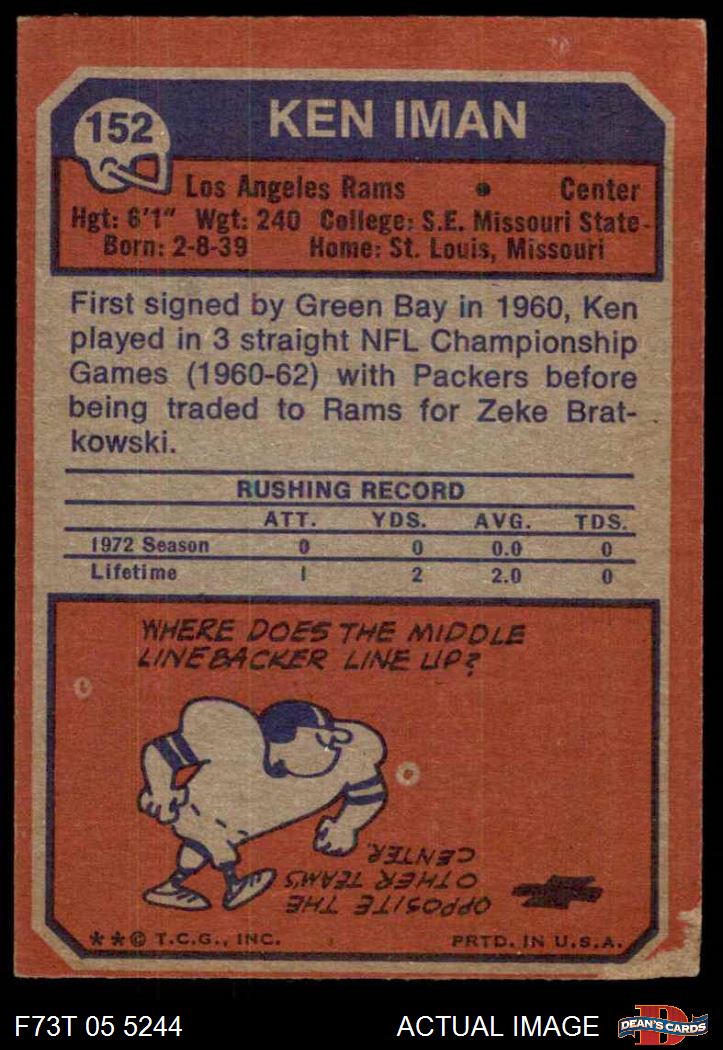 152
KEN IMAN
Los Angeles Rams • Center
Hgt: 6'1" Wgt: 240 College: S.E. Missouri State
Born: 2-8-39 Home: St. Louis, Missouri
First signed by Green Bay in 1960, Ken
played in 3 straight NFL Championship
Games (1960-62) with Packers before
being traded to Rams for Zeke Brat-
kowski.
RUSHING RECORD
ATT. YDS. AVG. TDS.
1972 Season 0 0 0.0 0
Lifetime 1 2 2.0 0
WHERE DOES THE MIDDLE
LINEBACKER LINE UP?
OPPOSITE THE
OTHER TEAM'S
CENTER.
**© T.C.G., INC. PRTD. IN U.S.A.
F73T 05 5244 ACTUAL IMAGE D DEAN'S CARDS